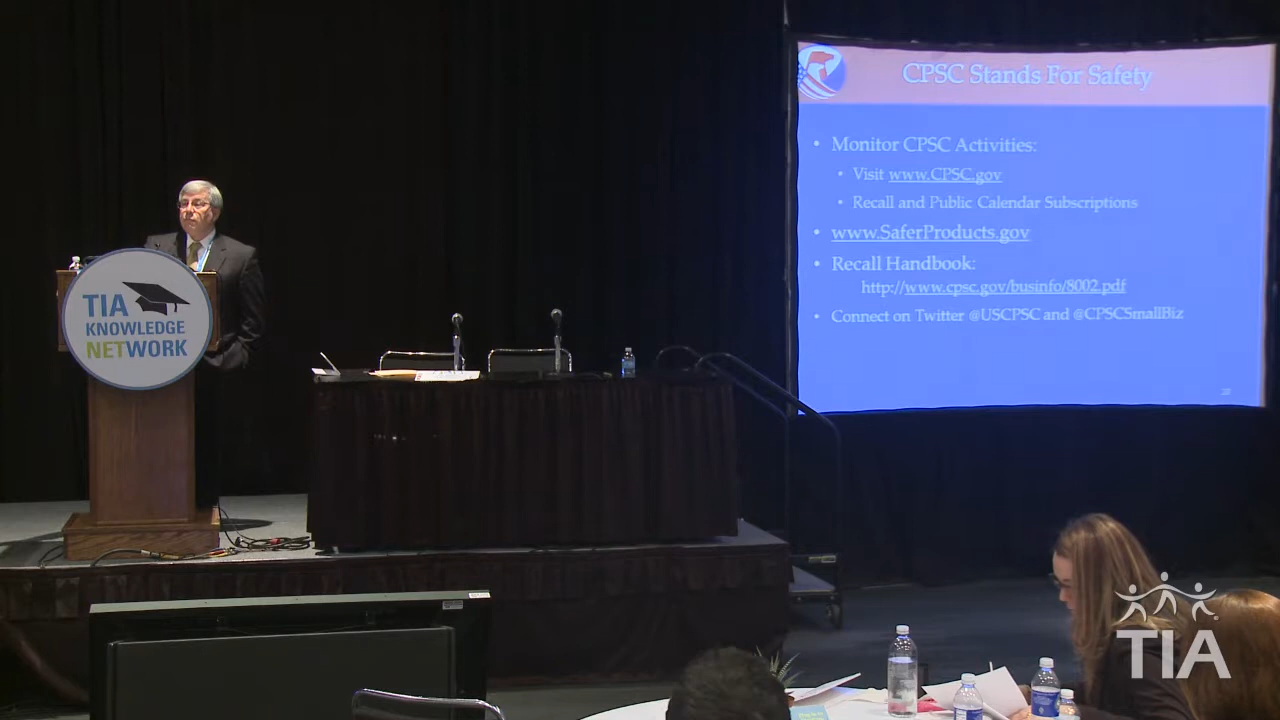 CPSC Stands For Safety
• Monitor CPSC Activities:
• Visit www.CPSC.gov
• Recall and Public Calendar Subscriptions
• www.SaferProducts.gov
• Recall Handbook:
http://www.cpsc.gov/businfo/8002.pdf
• Connect on Twitter @USCPSC and @CPSCSmallBiz
TIA
KNOWLEDGE
NETWORK
TIA